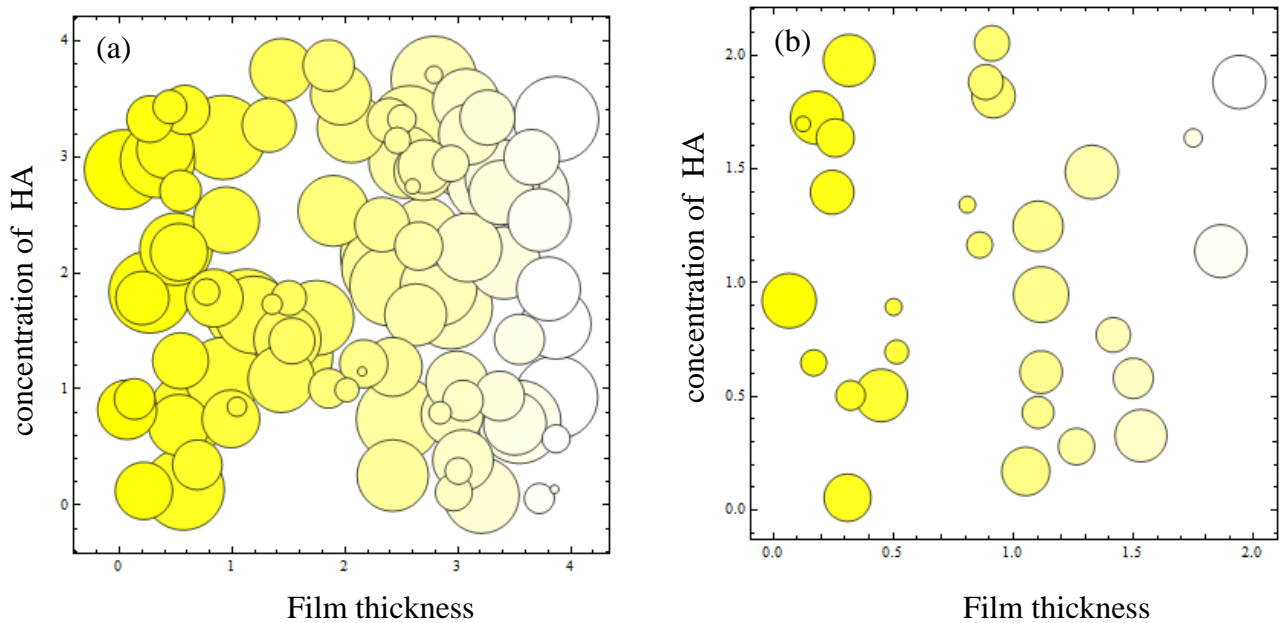 (a)
concentration of HA
4
3
2
1
0
0 1 2 3 4
Film thickness
(b)
concentration of HA
2.0
1.5
1.0
0.5
0.0
0.0 0.5 1.0 1.5 2.0
Film thickness